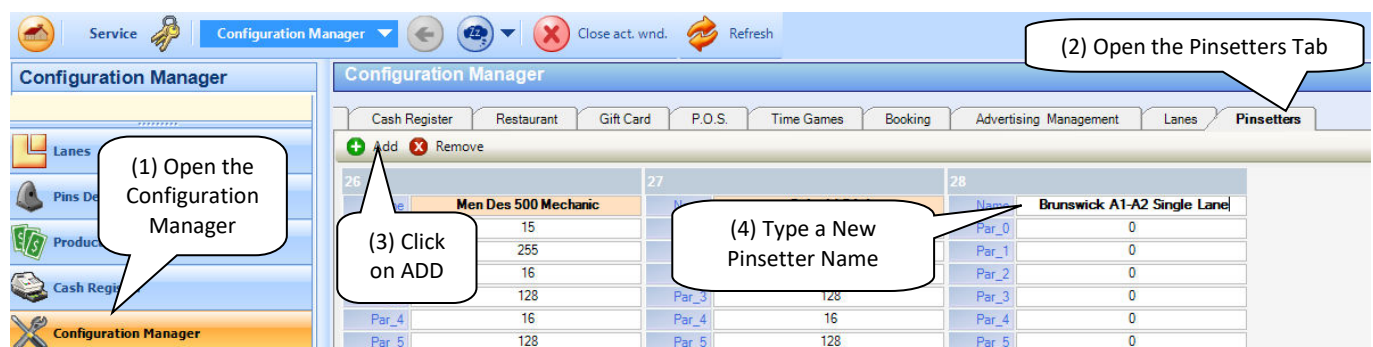 Service
Configuration Manager
Close act. wnd.
Refresh
(2) Open the Pinsetters Tab
Configuration Manager
Configuration Manager
Cash Register
Restaurant
Gift Card
P.O.S.
Time Games
Booking
Advertising Management
Lanes
Pinsetters
Add
Remove
Lanes
Pins De
Product
Cash Regis
Configuration Manager
(1) Open the
Configuration
Manager
(3) Click
on ADD
(4) Type a New
Pinsetter Name
26
27
28
Men Des 500 Mechanic
Name
Brunswick A1-A2 Single Lane
15
Par_0
0
255
Par_1
0
16
Par_2
0
128
Par_3
128
Par_3
0
Par_4
16
Par_4
16
Par_4
0
Par_5
128
Par_5
128
Par_5
0